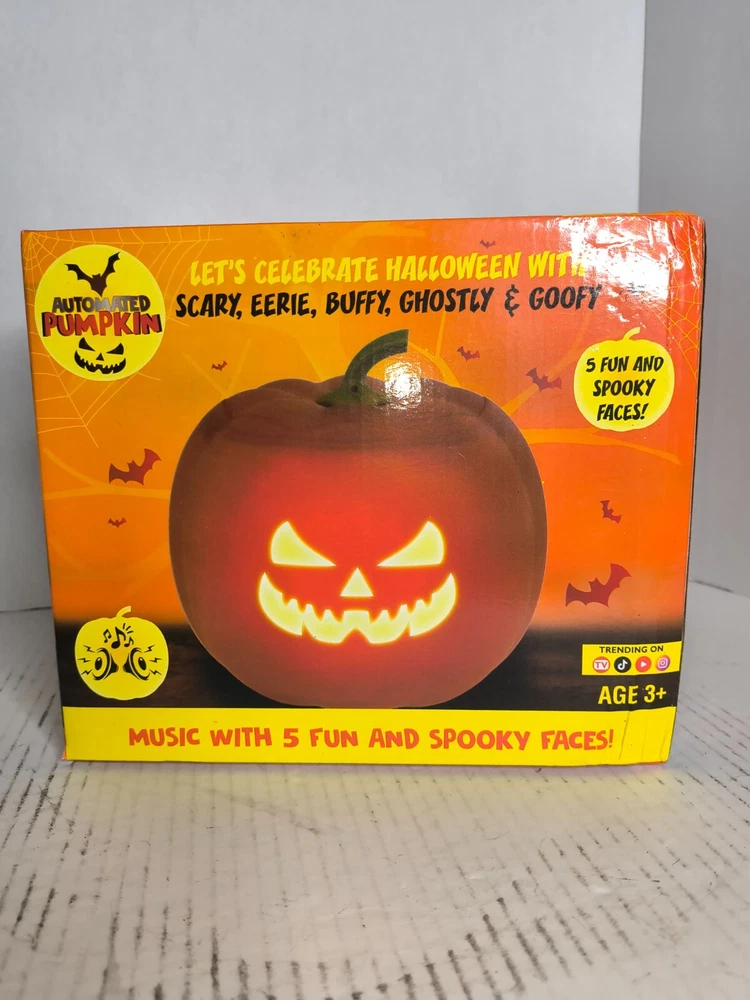 AUTOMATED
PUMPKIN
LET'S CELEBRATE HALLOWEEN WITH
SCARY, EERIE, BUFFY, GHOSTLY & GOOFY
5 FUN AND
SPOOKY
FACES!
TRENDING ON
TV
AGE 3+
MUSIC WITH 5 FUN AND SPOOKY FACES!